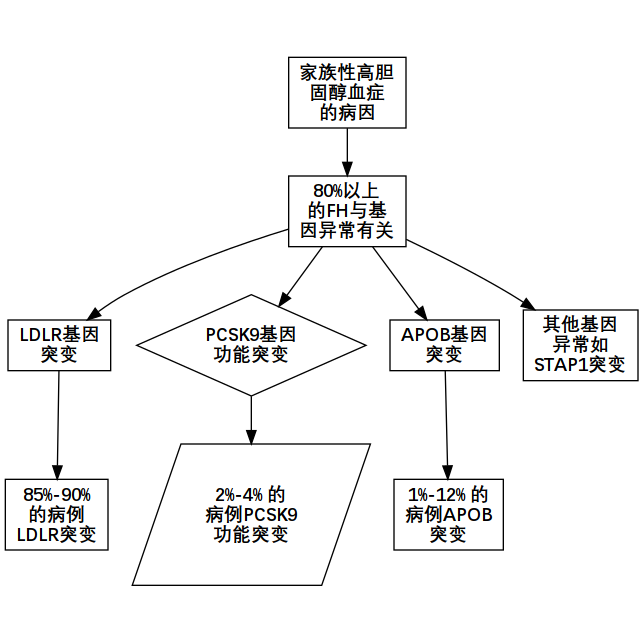 家族性高胆
固醇血症
的病因
80%以上
的FH与基
因异常有关
LDLR基因
突变
PCSK9基因
功能突变
APOB基因
突变
其他基因
异常如
STAP1突变
85%-90%
的病例
LDLR突变
2%-4% 的
病例PCSK9
功能突变
1%-12% 的
病例APOB
突变